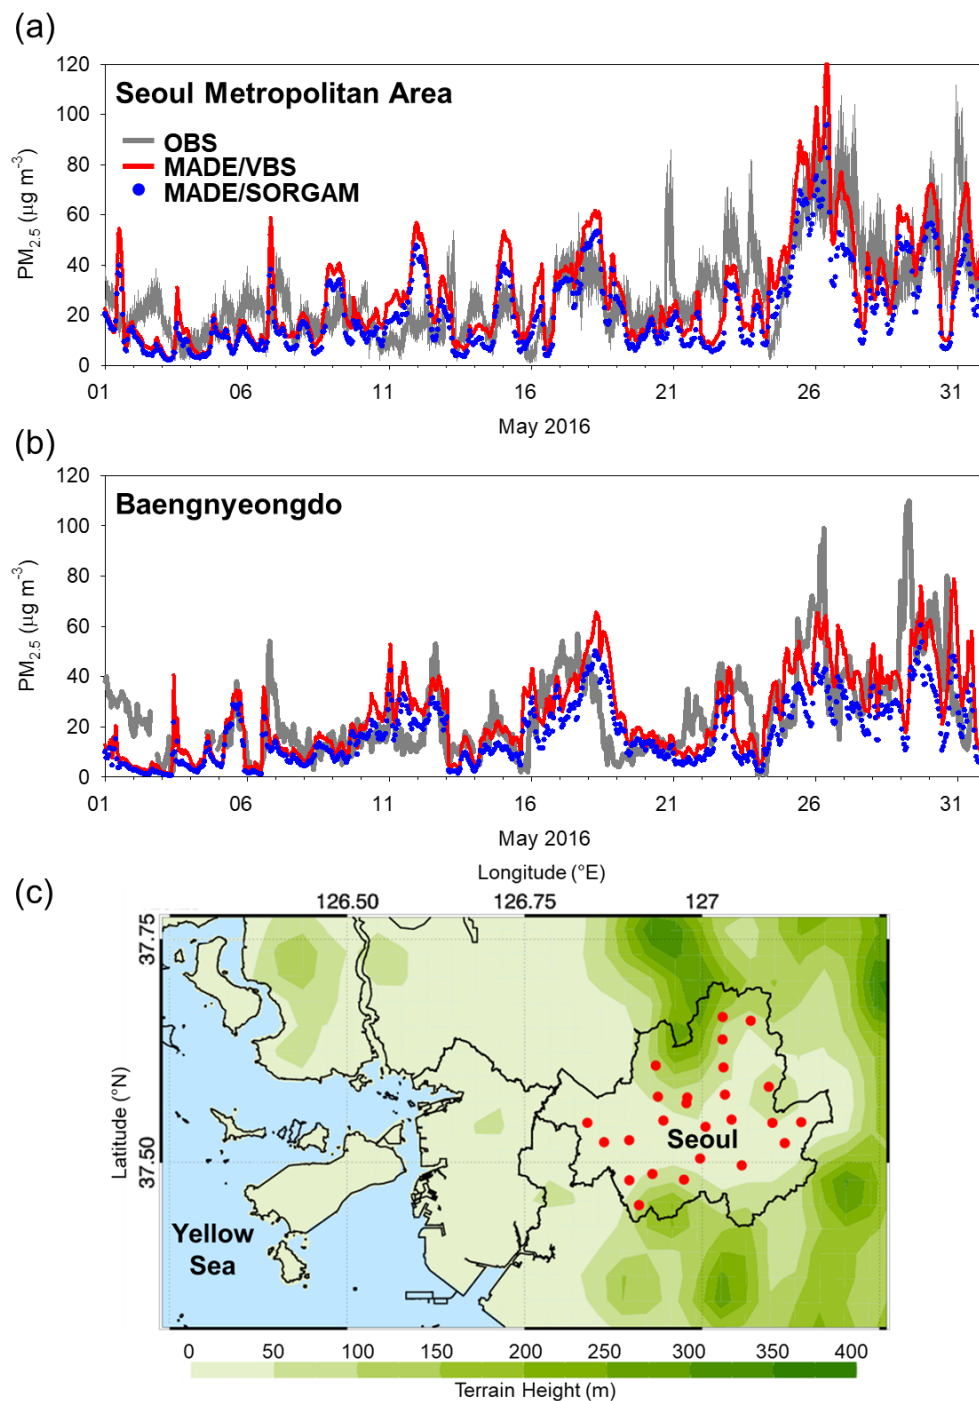 (a)
120
100
80
60
40
20
0
PM2.5 (μg m-3)
Seoul Metropolitan Area
OBS
MADE/VBS
MADE/SORGAM
01 06 11 16 21 26 31
May 2016
(b)
120
100
80
60
40
20
0
PM2.5 (μg m-3)
Baengnyeongdo
01 06 11 16 21 26 31
May 2016
(c)
Longitude (°E)
126.50 126.75 127
37.75
37.50
Latitude (°N)
Seoul
Yellow
Sea
0 50 100 150 200 250 300 350 400
Terrain Height (m)